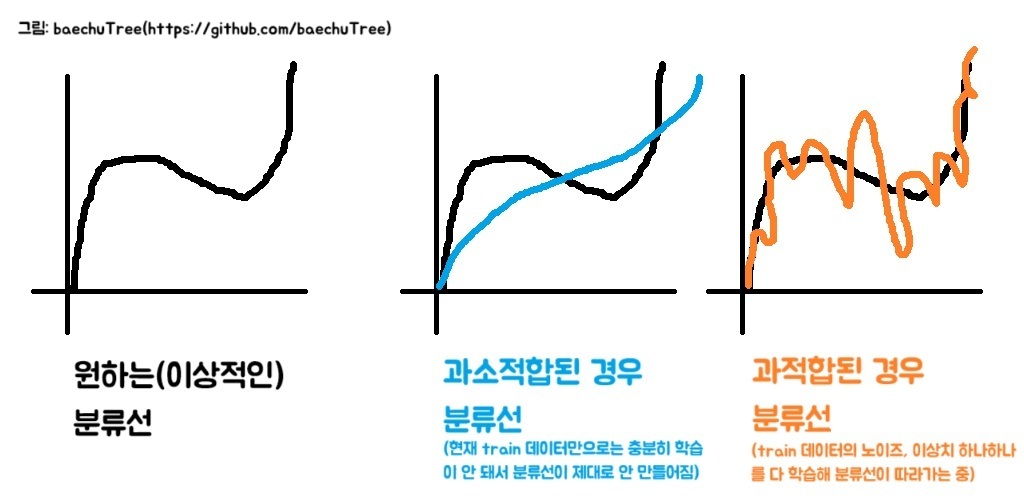 그림: baechuTree(https://github.com/baechuTree)
원하는(이상적인)
분류선
과소적합된 경우
분류선
(현재 train 데이터만으로는 충분히 학습
이 안 돼서 분류선이 제대로 안 만들어짐)
과적합된 경우
분류선
(train 데이터의 노이즈, 이상치 하나하나
를 다 학습해 분류선이 따라가는 중)